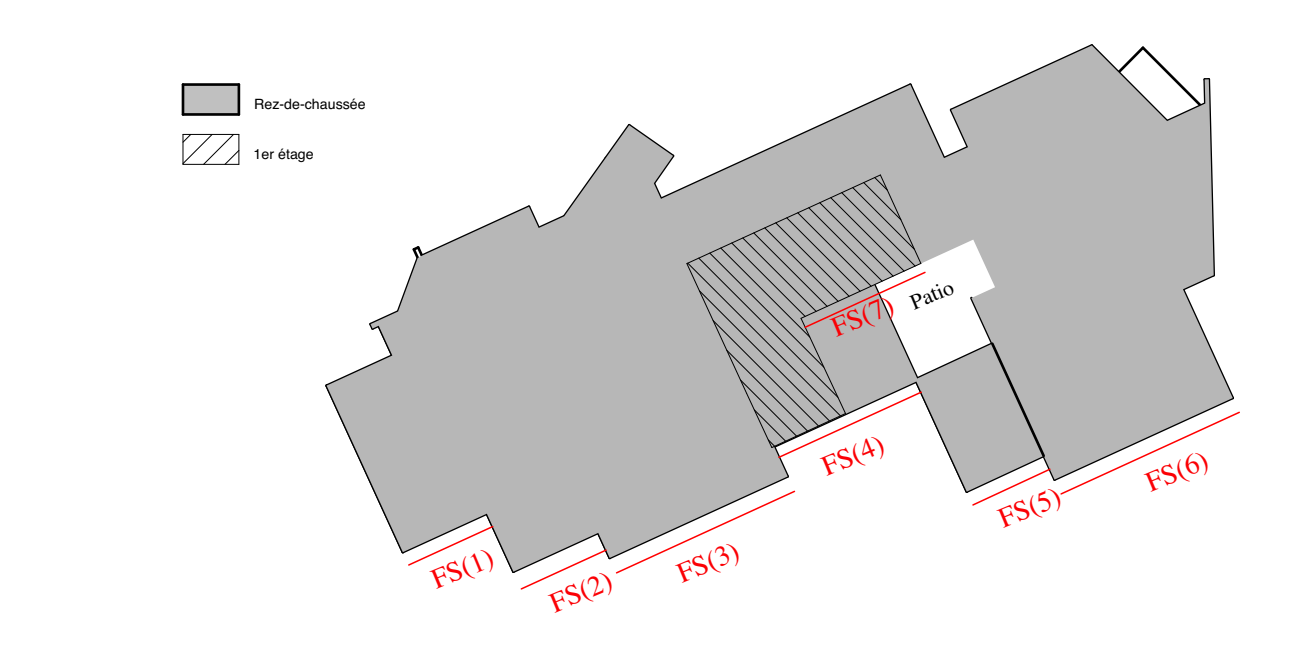 Rez-de-chaussée
1er étage
Patio
FS(7)
FS(4)
FS(6)
FS(5)
FS(3)
FS(1)
FS(2)